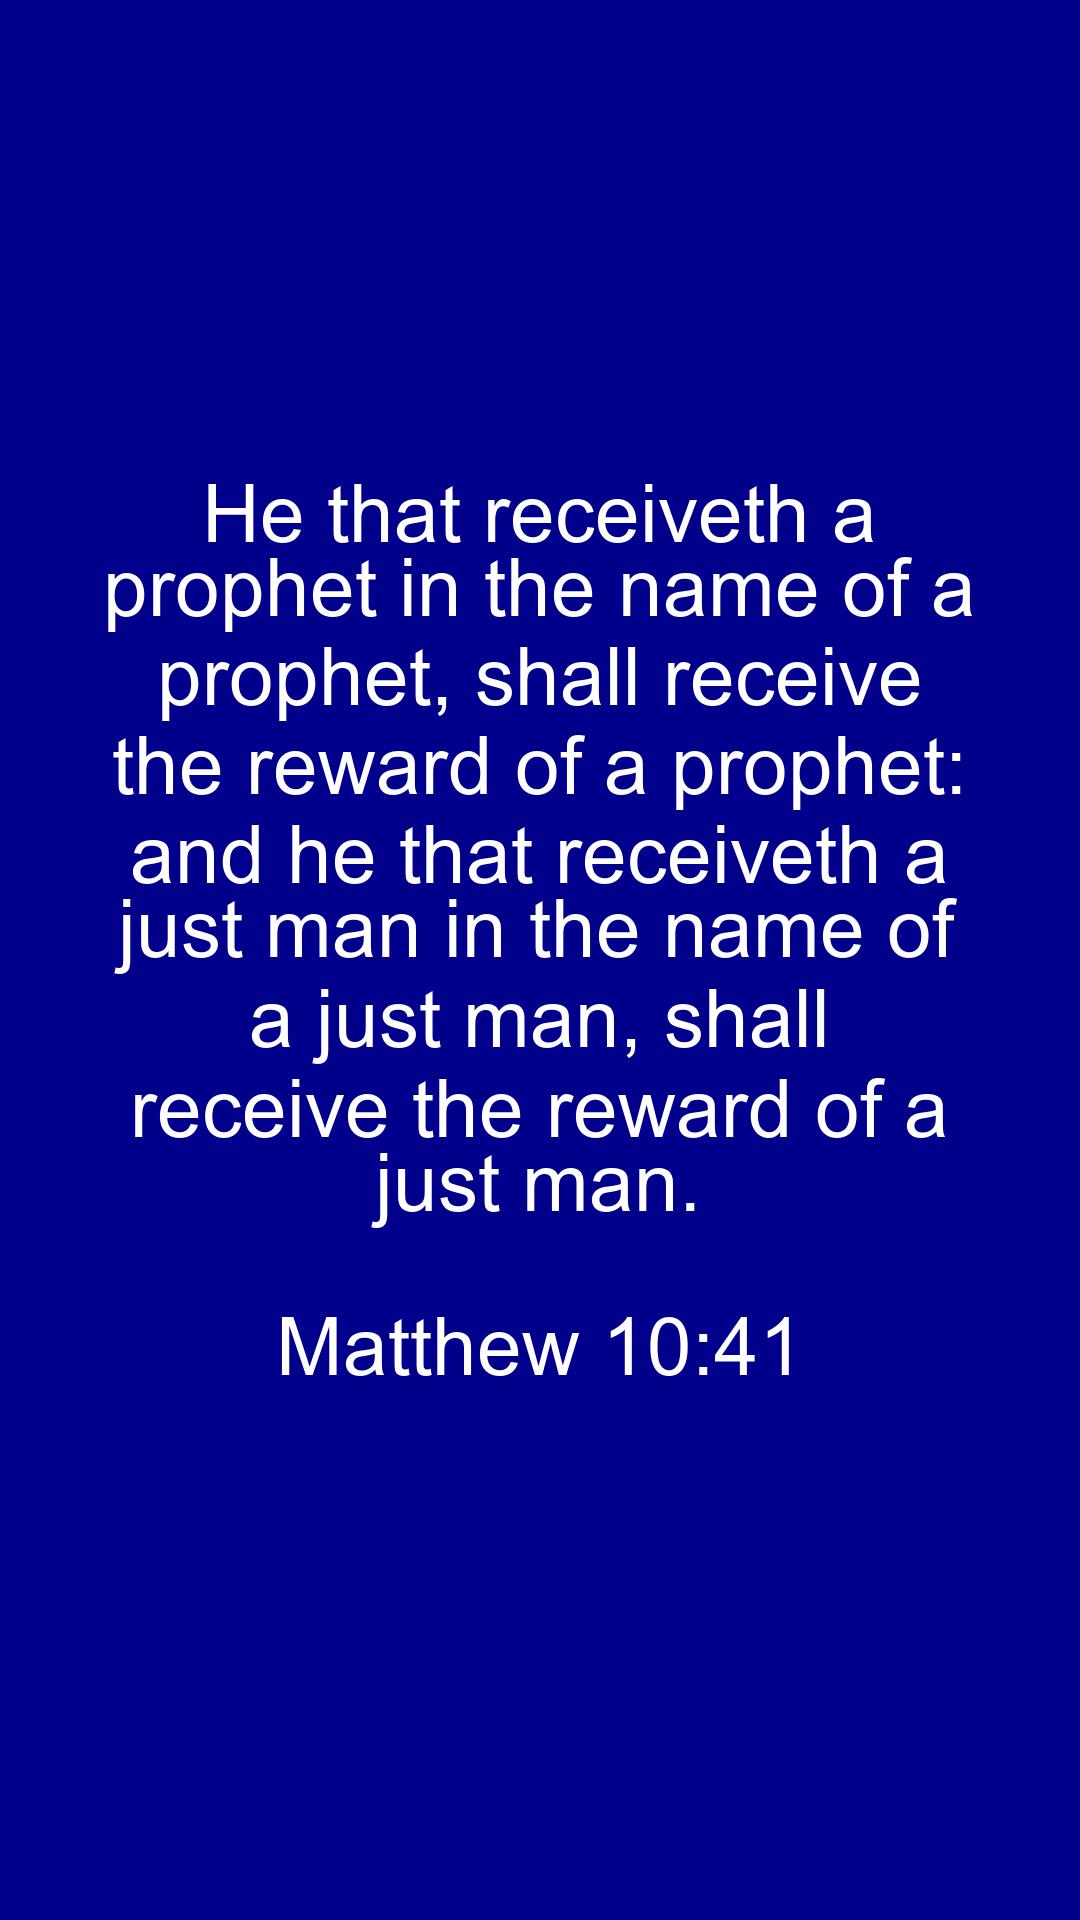 He that receiveth a
prophet in the name of a
prophet, shall receive
the reward of a prophet:
and he that receiveth a
just man in the name of
a just man, shall
receive the reward of a
just man.
Matthew 10:41